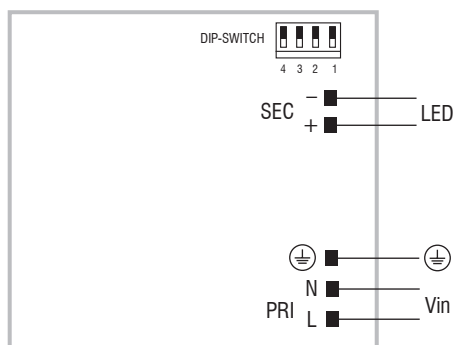 DIP-SWITCH
4 3 2 1
SEC
−
+
LED
N
PRI
L
Vin